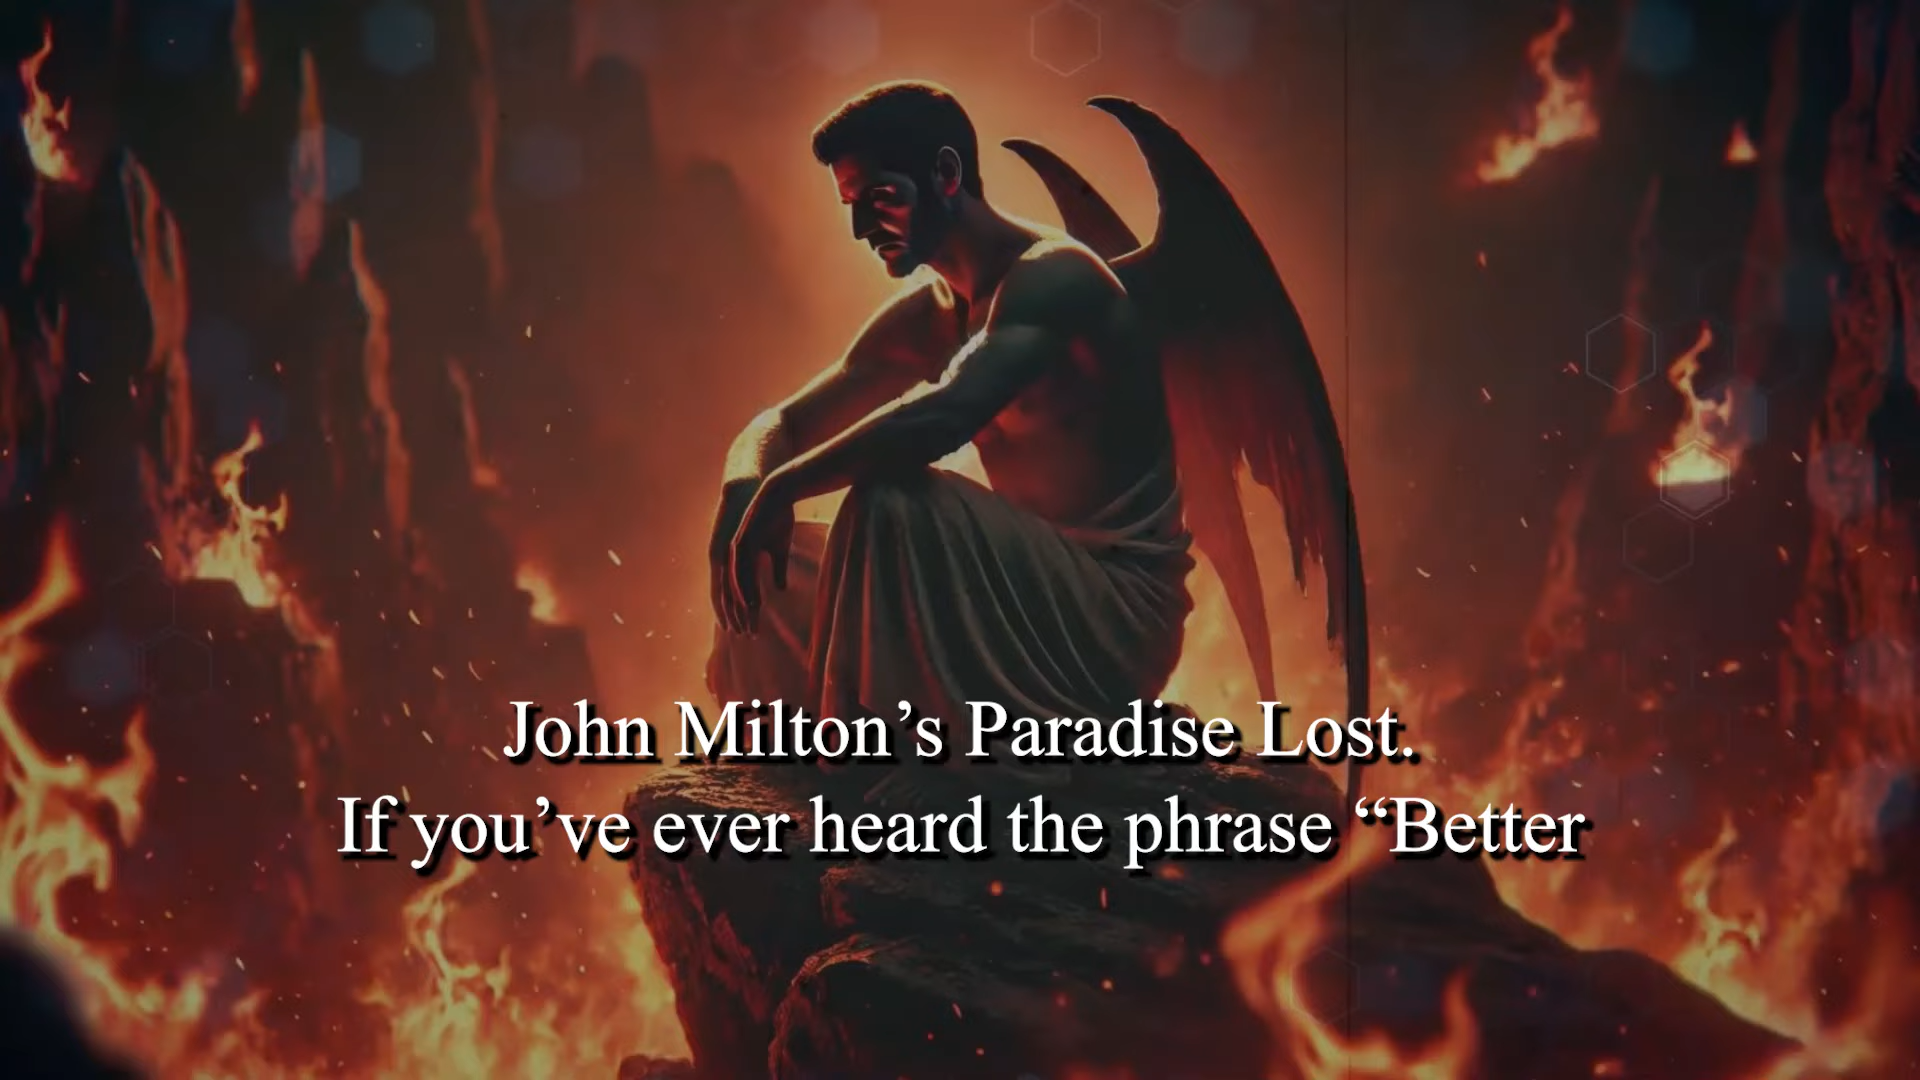 John Milton’s Paradise Lost.
If you’ve ever heard the phrase “Better